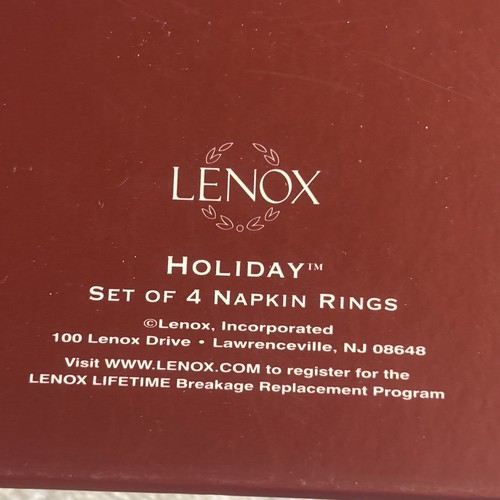 LENOX
HOLIDAY™
SET OF 4 NAPKIN RINGS
©Lenox, Incorporated
100 Lenox Drive • Lawrenceville, NJ 08648
Visit WWW.LENOX.COM to register for the
LENOX LIFETIME Breakage Replacement Program